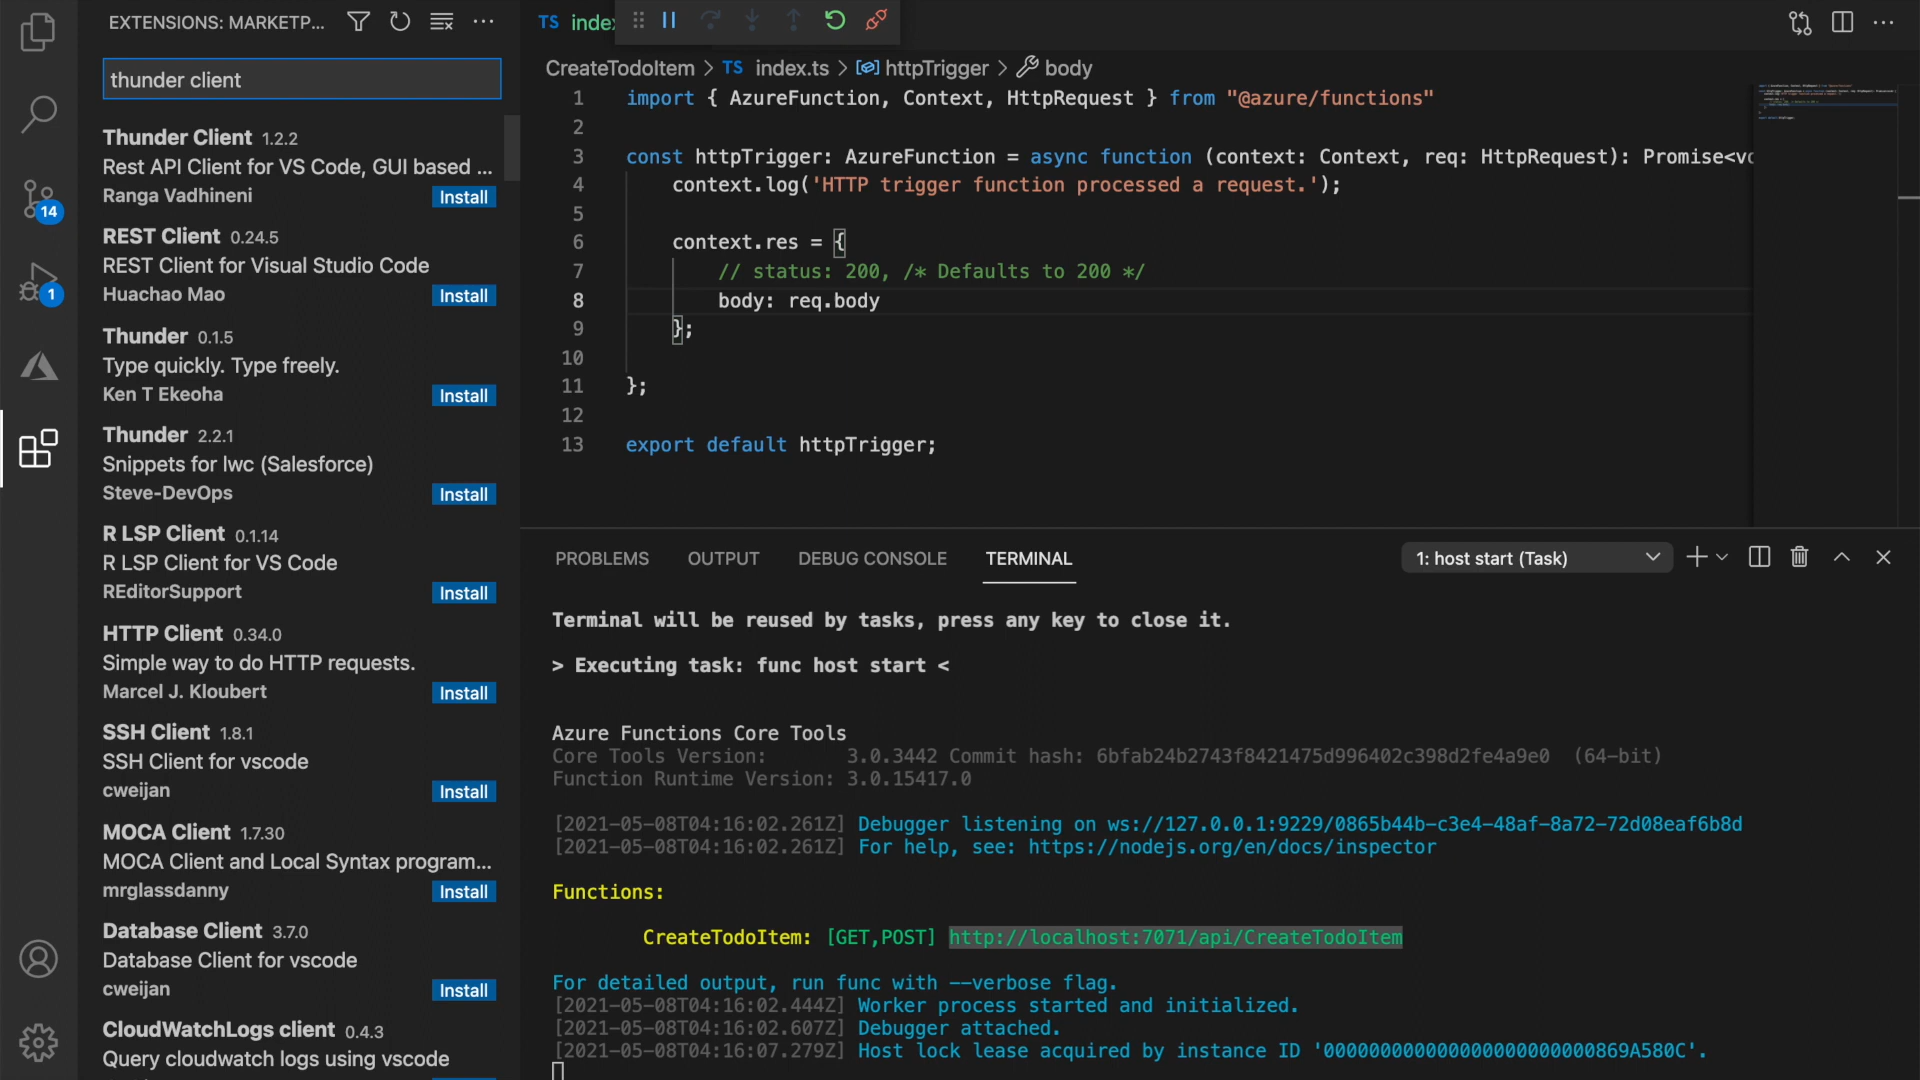 EXTENSIONS: MARKETP...
thunder client
14
1
Thunder Client 1.2.2
Rest API Client for VS Code, GUI based ...
Ranga Vadhineni
Install
REST Client 0.24.5
REST Client for Visual Studio Code
Huachao Mao
Install
Thunder 0.1.5
Type quickly. Type freely.
Ken T Ekeoha
Install
Thunder 2.2.1
Snippets for lwc (Salesforce)
Steve-DevOps
Install
R LSP Client 0.1.14
R LSP Client for VS Code
REditorSupport
Install
HTTP Client 0.34.0
Simple way to do HTTP requests.
Marcel J. Kloubert
Install
SSH Client 1.8.1
SSH Client for vscode
cweijan
Install
MOCA Client 1.7.30
MOCA Client and Local Syntax program...
mrglassdanny
Install
Database Client 3.7.0
Database Client for vscode
cweijan
Install
CloudWatchLogs client 0.4.3
Query cloudwatch logs using vscode
TS index
CreateTodoItem > TS index.ts > httpTrigger > body
1 import { AzureFunction, Context, HttpRequest } from "@azure/functions"
2
3 const httpTrigger: AzureFunction = async function (context: Context, req: HttpRequest): Promise<vo
4 context.log('HTTP trigger function processed a request.');
5
6 context.res = {
7 // status: 200, /* Defaults to 200 */
8 body: req.body
9 };
10
11 };
12
13 export default httpTrigger;
PROBLEMS OUTPUT DEBUG CONSOLE TERMINAL 1: host start (Task)
Terminal will be reused by tasks, press any key to close it.
> Executing task: func host start <
Azure Functions Core Tools
Core Tools Version: 3.0.3442 Commit hash: 6bfab24b2743f8421475d996402c398d2fe4a9e0 (64-bit)
Function Runtime Version: 3.0.15417.0
[2021-05-08T04:16:02.261Z] Debugger listening on ws://127.0.0.1:9229/0865b44b-c3e4-48af-8a72-72d08eaf6b8d
[2021-05-08T04:16:02.261Z] For help, see: https://nodejs.org/en/docs/inspector
Functions:
CreateTodoItem: [GET,POST] http://localhost:7071/api/CreateTodoItem
For detailed output, run func with --verbose flag.
[2021-05-08T04:16:02.444Z] Worker process started and initialized.
[2021-05-08T04:16:02.607Z] Debugger attached.
[2021-05-08T04:16:07.279Z] Host lock lease acquired by instance ID '000000000000000000000000869A580C'.